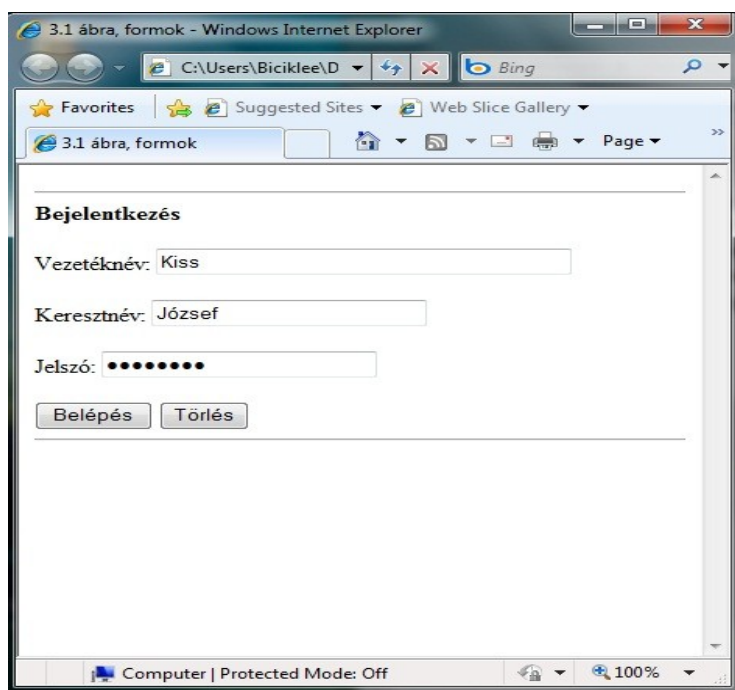 3.1 ábra, formok - Windows Internet Explorer
C:\Users\Biciklee\D
Bing
Favorites Suggested Sites Web Slice Gallery
3.1 ábra, formok Page »
Bejelentkezés
Vezetéknév: Kiss
Keresztnév: József
Jelszó: ●●●●●●●●
Belépés Törlés
Computer | Protected Mode: Off 100%